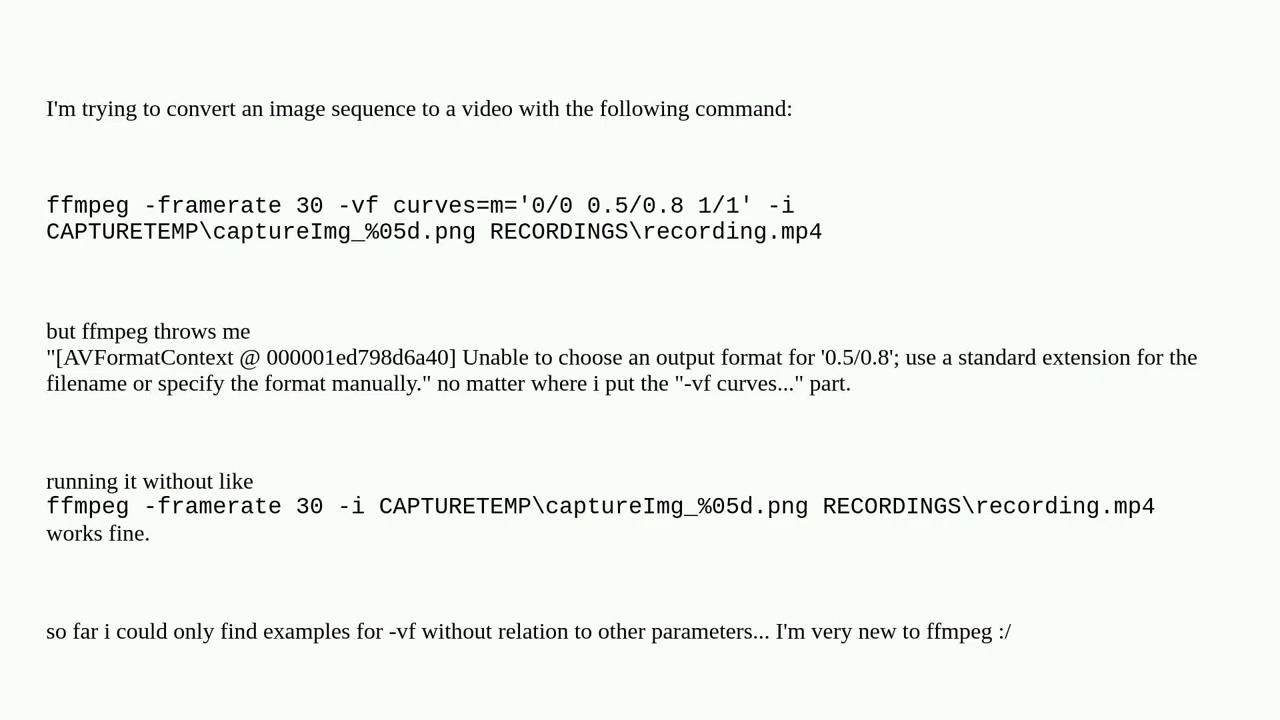 I'm trying to convert an image sequence to a video with the following command:
ffmpeg -framerate 30 -vf curves=m='0/0 0.5/0.8 1/1' -i
CAPTURETEMP\captureImg_%05d.png RECORDINGS\recording.mp4
but ffmpeg throws me
"[AVFormatContext @ 000001ed798d6a40] Unable to choose an output format for '0.5/0.8'; use a standard extension for the
filename or specify the format manually." no matter where i put the "-vf curves..." part.
running it without like
ffmpeg -framerate 30 -i CAPTURETEMP\captureImg_%05d.png RECORDINGS\recording.mp4
works fine.
so far i could only find examples for -vf without relation to other parameters... I'm very new to ffmpeg :/